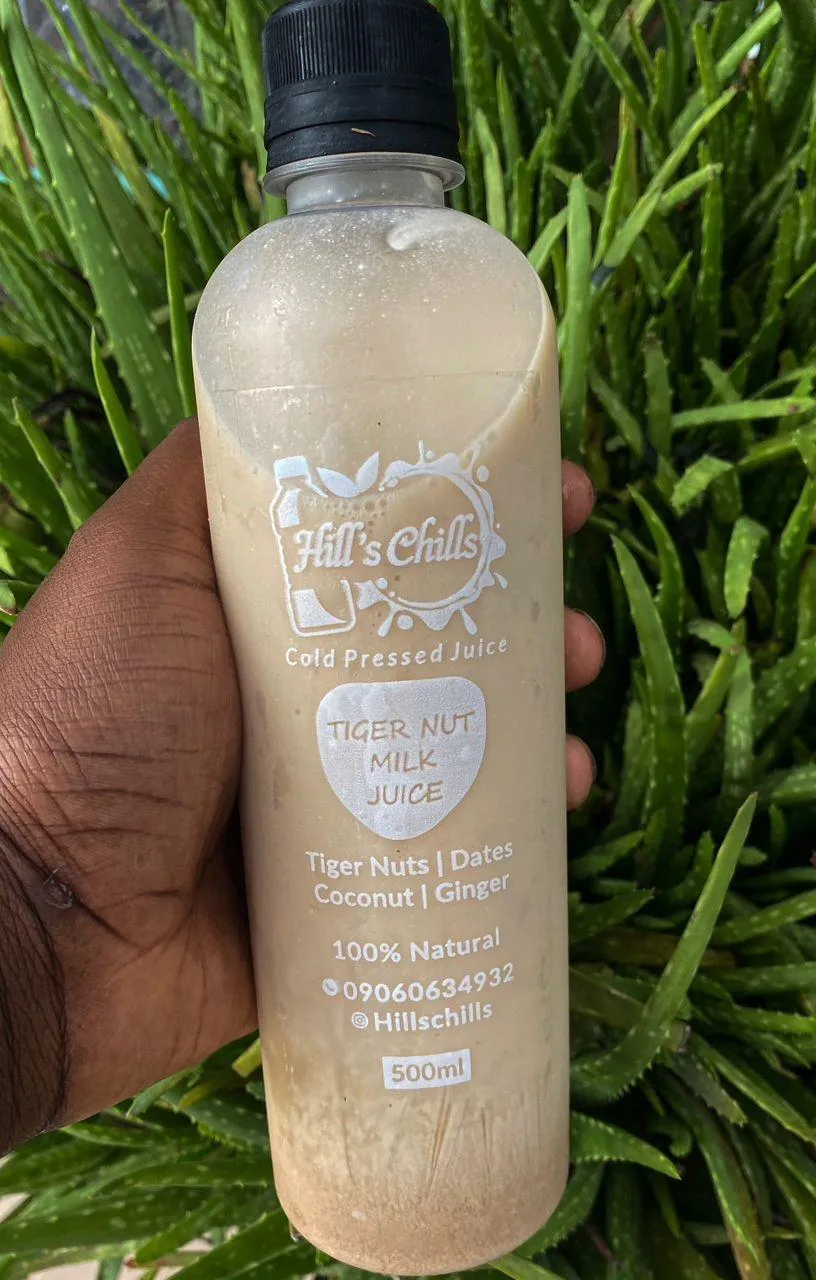 Hill's Chills
Cold Pressed Juice
TIGER NUT
MILK
JUICE
Tiger Nuts | Dates
Coconut | Ginger
100% Natural
09060634932
Hillschills
500ml